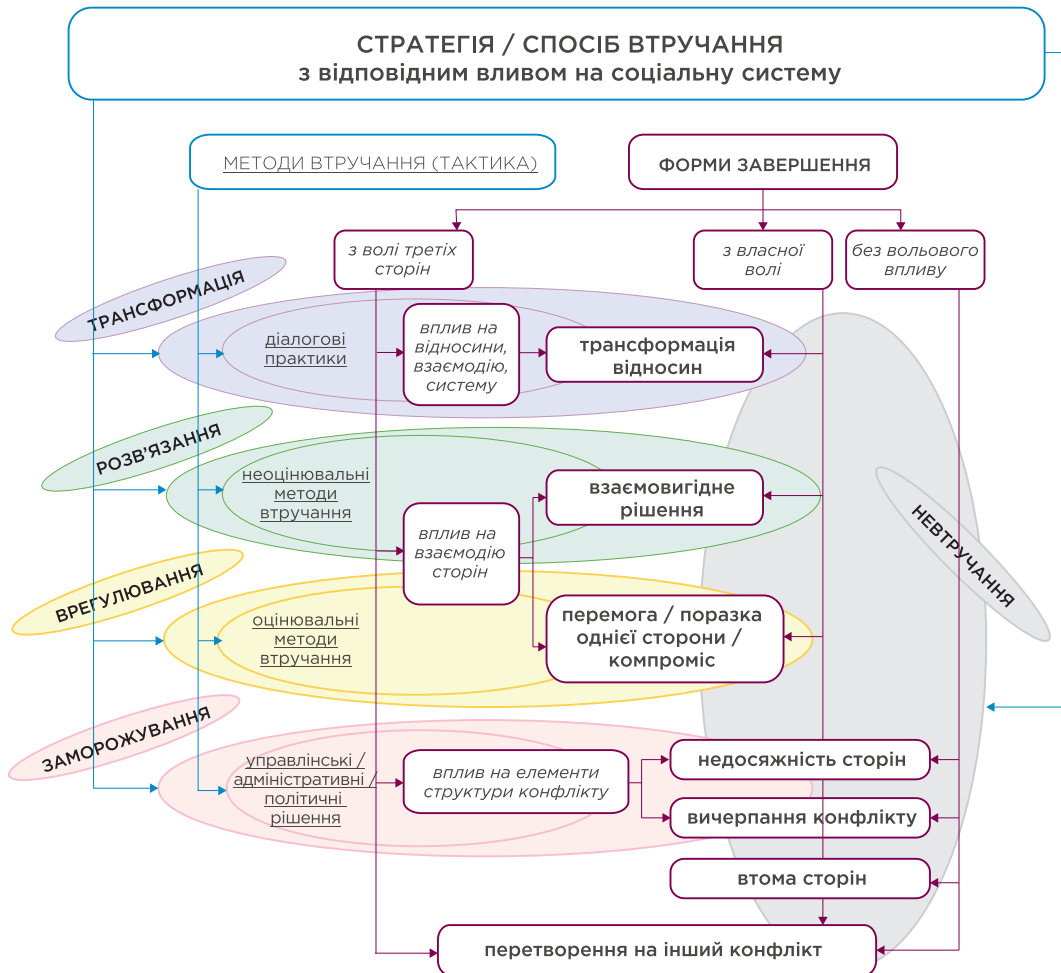 СТРАТЕГІЯ / СПОСІБ ВТРУЧАННЯ
з відповідним вливом на соціальну систему
МЕТОДИ ВТРУЧАННЯ (ТАКТИКА)
ФОРМИ ЗАВЕРШЕННЯ
з волі третіх
сторін
з власної
волі
без вольового
впливу
ТРАНСФОРМАЦІЯ
діалогові
практики
вплив на
відносини,
взаємодію,
систему
трансформація
відносин
РОЗВ'ЯЗАННЯ
неоцінювальні
методи
втручання
вплив на
взаємодію
сторін
взаємовигідне
рішення
НЕВТРУЧАННЯ
ВРЕГУЛЮВАННЯ
оцінювальні
методи
втручання
перемога / поразка
однієї сторони /
компроміс
ЗАМОРОЖУВАННЯ
управлінські /
адміністративні /
політичні
рішення
вплив на елементи
структури конфлікту
недосяжність сторін
вичерпання конфлікту
втома сторін
перетворення на інший конфлікт